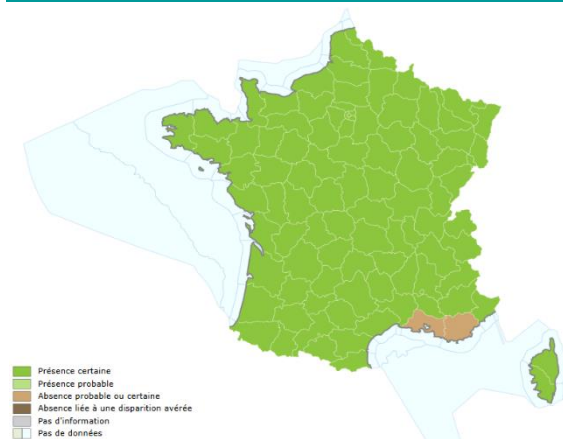 Présence certaine
Présence probable
Absence probable ou certaine
Absence liée à une disparition avérée
Pas d'information
Pas de données